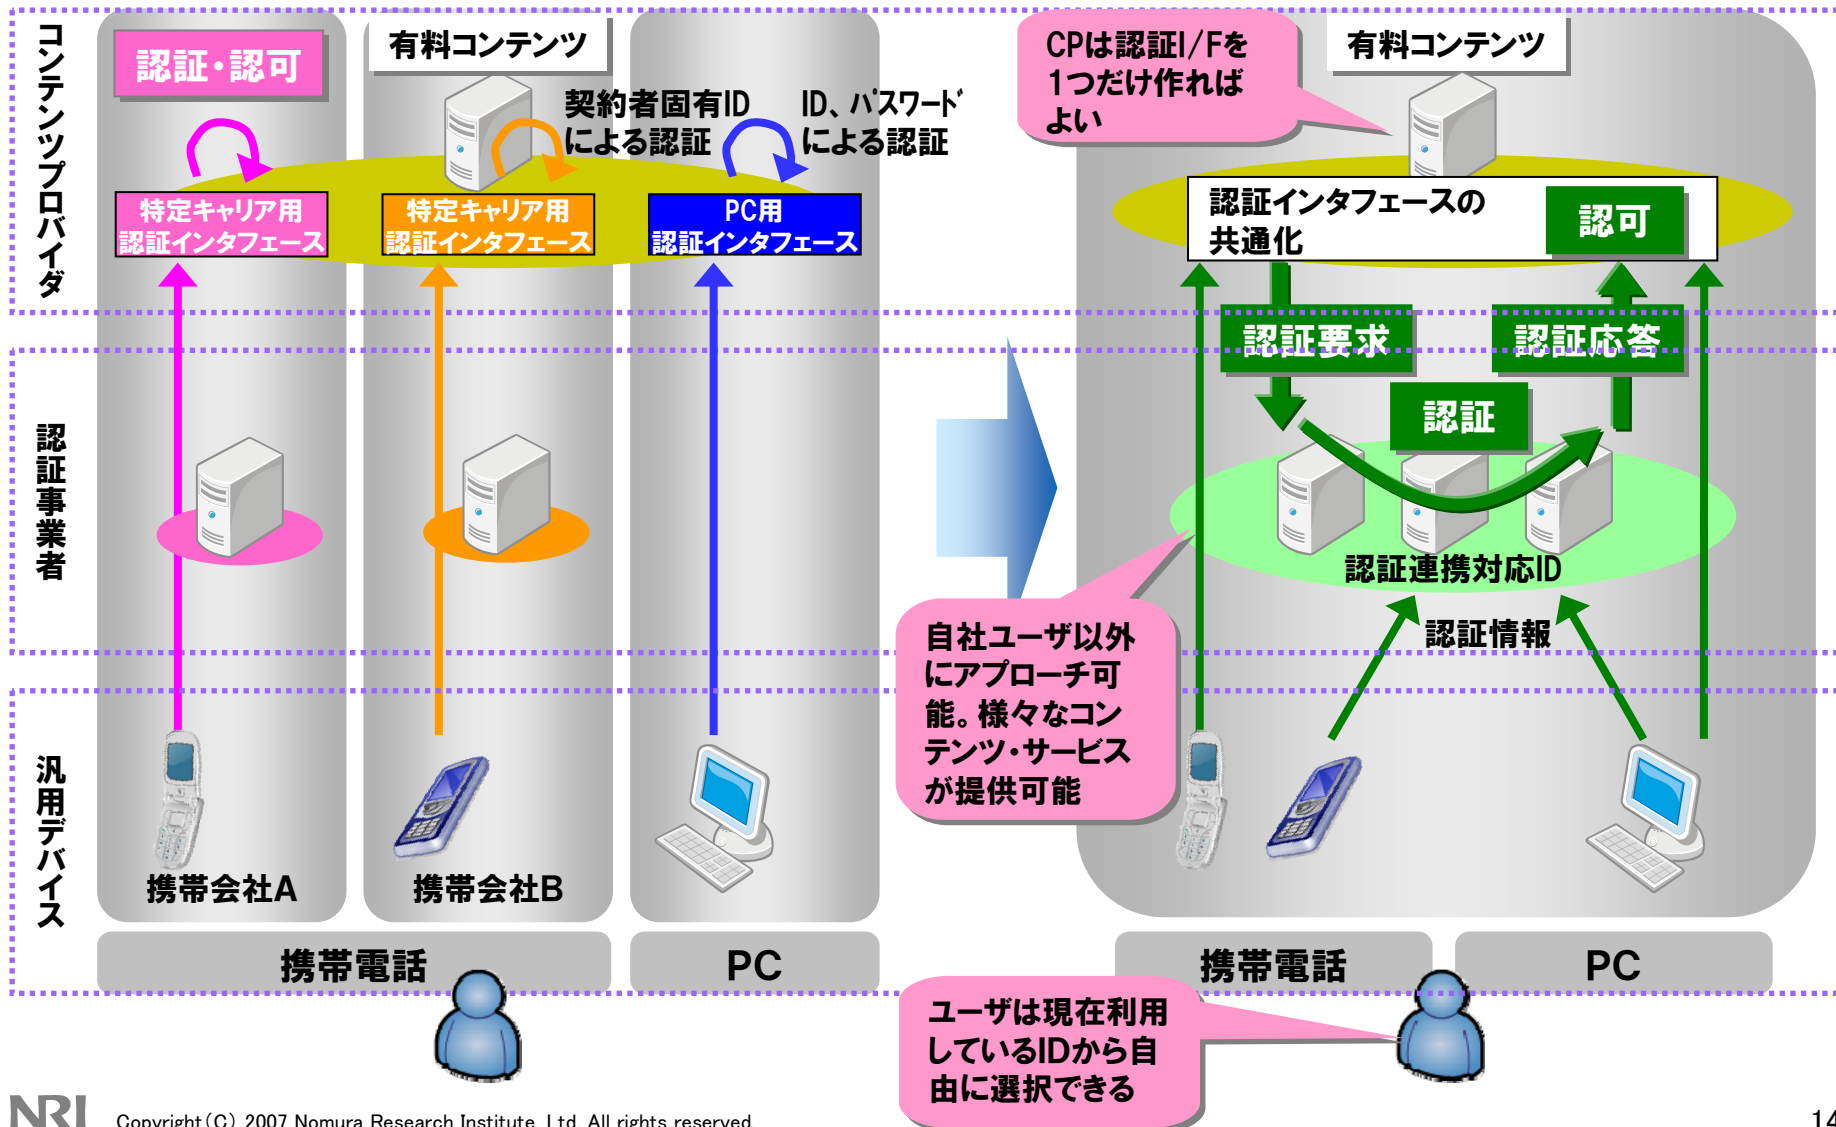 コンテンツプロバイダ
認証・認可
有料コンテンツ
契約者固有ID
による認証
ID、パスワード
による認証
特定キャリア用
認証インタフェース
特定キャリア用
認証インタフェース
PC用
認証インタフェース
認証事業者
汎用デバイス
携帯会社A
携帯会社B
携帯電話
PC
CPは認証I/Fを
1つだけ作れば
よい
有料コンテンツ
認証インタフェースの
共通化
認可
認証要求
認証応答
認証
認証連携対応ID
認証情報
自社ユーザ以外
にアプローチ可
能。様々なコン
テンツ・サービス
が提供可能
携帯電話
PC
ユーザは現在利用
しているIDから自
由に選択できる
NRI
Copyright(C) 2007 Nomura Research Institute, Ltd. All rights reserved.
14